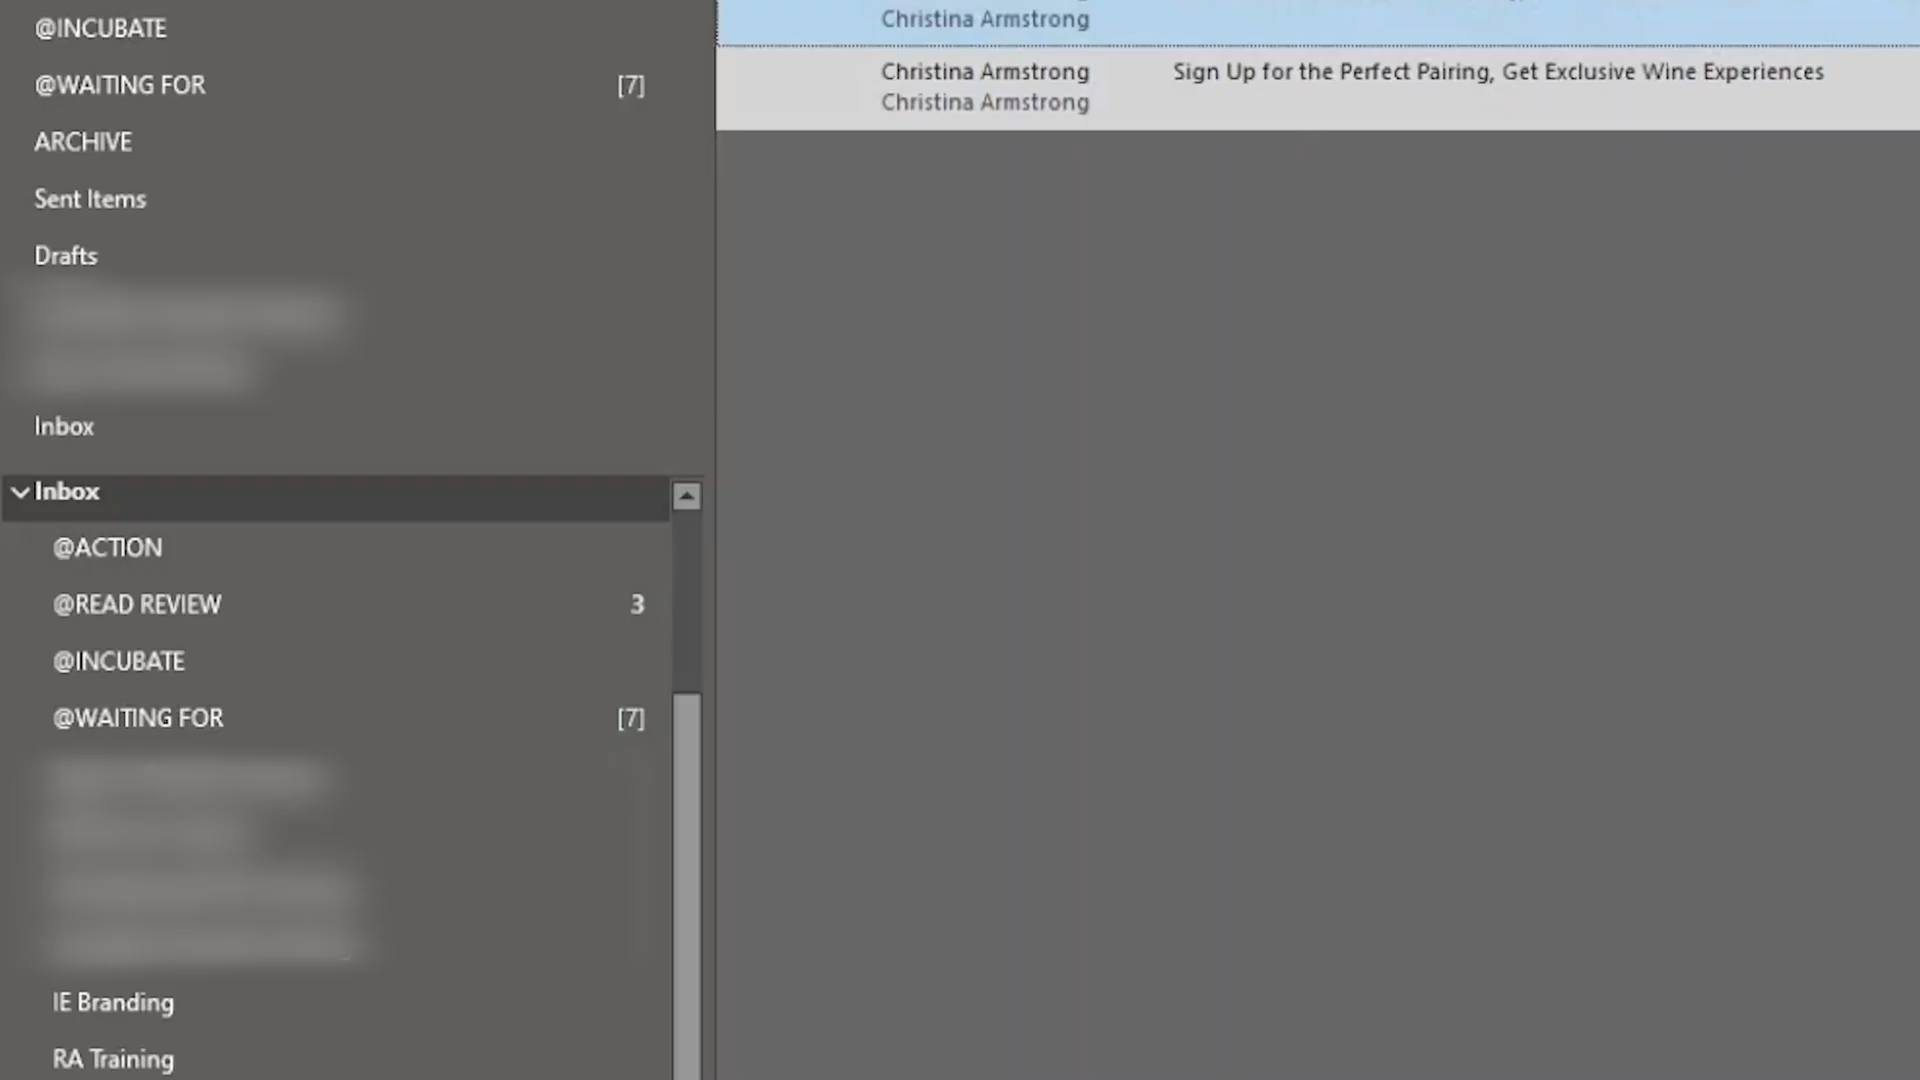 @INCUBATE
@WAITING FOR [7]
ARCHIVE
Sent Items
Drafts
Inbox
Inbox
@ACTION
@READ REVIEW 3
@INCUBATE
@WAITING FOR [7]
IE Branding
RA Training
Christina Armstrong
Christina Armstrong Sign Up for the Perfect Pairing, Get Exclusive Wine Experiences
Christina Armstrong